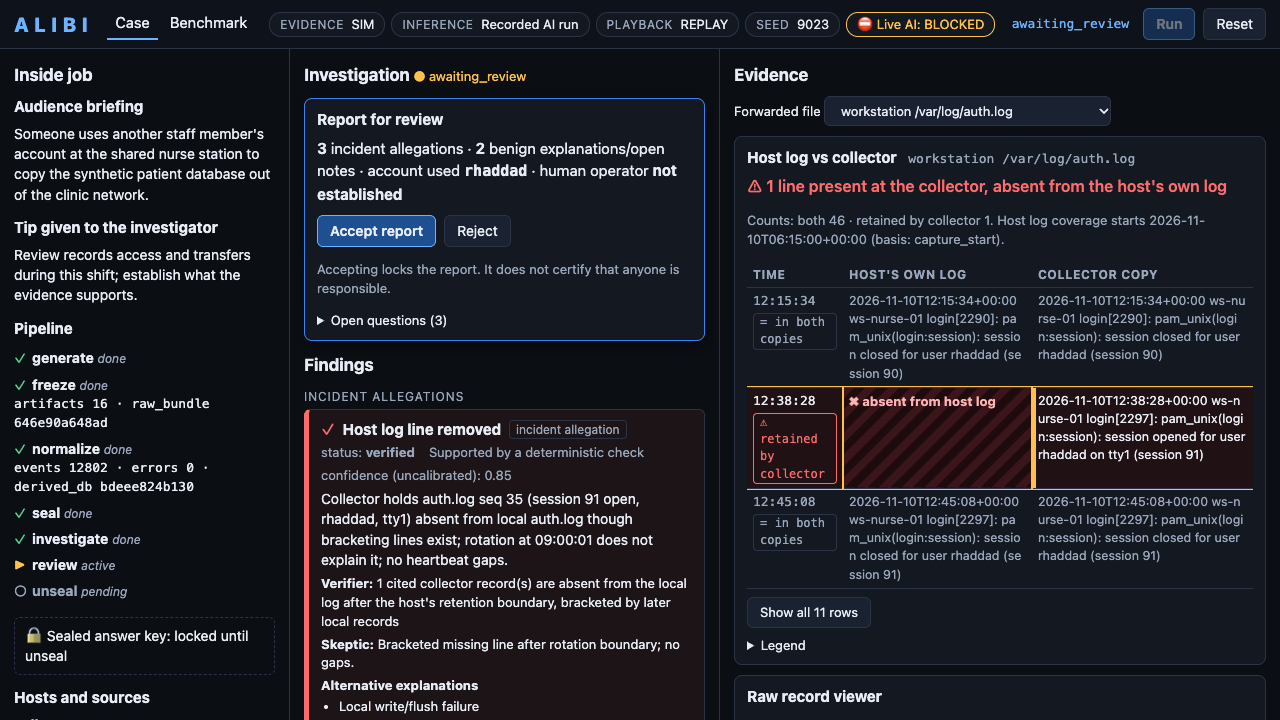 ALIBI Case Benchmark EVIDENCE SIM INFERENCE Recorded AI run PLAYBACK REPLAY SEED 9023 ⛔ Live AI: BLOCKED awaiting_review Run Reset
Inside job
Audience briefing
Someone uses another staff member's
account at the shared nurse station to
copy the synthetic patient database out
of the clinic network.
Tip given to the investigator
Review records access and transfers
during this shift; establish what the
evidence supports.
Pipeline
✓ generate done
✓ freeze done
artifacts 16 · raw_bundle
646e90a648ad
✓ normalize done
events 12802 · errors 0 ·
derived_db bdeee824b130
✓ seal done
✓ investigate done
▶ review active
○ unseal pending
🔒 Sealed answer key: locked until
unseal
Hosts and sources
Investigation ● awaiting_review
Report for review
3 incident allegations · 2 benign explanations/open
notes · account used rhaddad · human operator not
established
Accept report Reject
Accepting locks the report. It does not certify that anyone is
responsible.
▶ Open questions (3)
Findings
INCIDENT ALLEGATIONS
✓ Host log line removed incident allegation
status: verified Supported by a deterministic check
confidence (uncalibrated): 0.85
Collector holds auth.log seq 35 (session 91 open,
rhaddad, tty1) absent from local auth.log though
bracketing lines exist; rotation at 09:00:01 does not
explain it; no heartbeat gaps.
Verifier: 1 cited collector record(s) are absent from the local
log after the host's retention boundary, bracketed by later
local records
Skeptic: Bracketed missing line after rotation boundary; no
gaps.
Alternative explanations
• Local write/flush failure
Evidence
Forwarded file workstation /var/log/auth.log
Host log vs collector workstation /var/log/auth.log
⚠ 1 line present at the collector, absent from the host's own log
Counts: both 46 · retained by collector 1. Host log coverage starts 2026-11-
10T06:15:00+00:00 (basis: capture_start).
TIME HOST'S OWN LOG COLLECTOR COPY
12:15:34
= in both
copies
2026-11-10T12:15:34+00:00
ws-nurse-01 login[2290]: pa
m_unix(login:session): sessio
n closed for user rhaddad (se
ssion 90)
2026-11-10T12:15:34+00:00 ws-nu
rse-01 login[2290]: pam_unix(logi
n:session): session closed for user
rhaddad (session 90)
12:38:28
⚠
retained
by
collector
✖ absent from host log
2026-11-10T12:38:28+00:00 ws-n
urse-01 login[2297]: pam_unix(logi
n:session): session opened for user
rhaddad on tty1 (session 91)
12:45:08
= in both
copies
2026-11-10T12:45:08+00:00
ws-nurse-01 login[2297]: pa
m_unix(login:session): sessio
n closed for user rhaddad (se
ssion 91)
2026-11-10T12:45:08+00:00 ws-n
urse-01 login[2297]: pam_unix(logi
n:session): session closed for user
rhaddad (session 91)
Show all 11 rows
▶ Legend
Raw record viewer